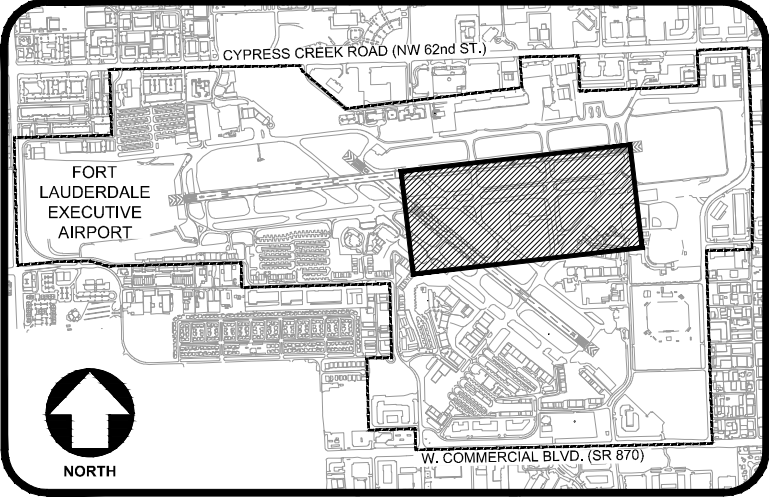 CYPRESS CREEK ROAD (NW 62nd ST.)
FORT
LAUDERDALE
EXECUTIVE
AIRPORT
W. COMMERCIAL BLVD. (SR 870)
NORTH